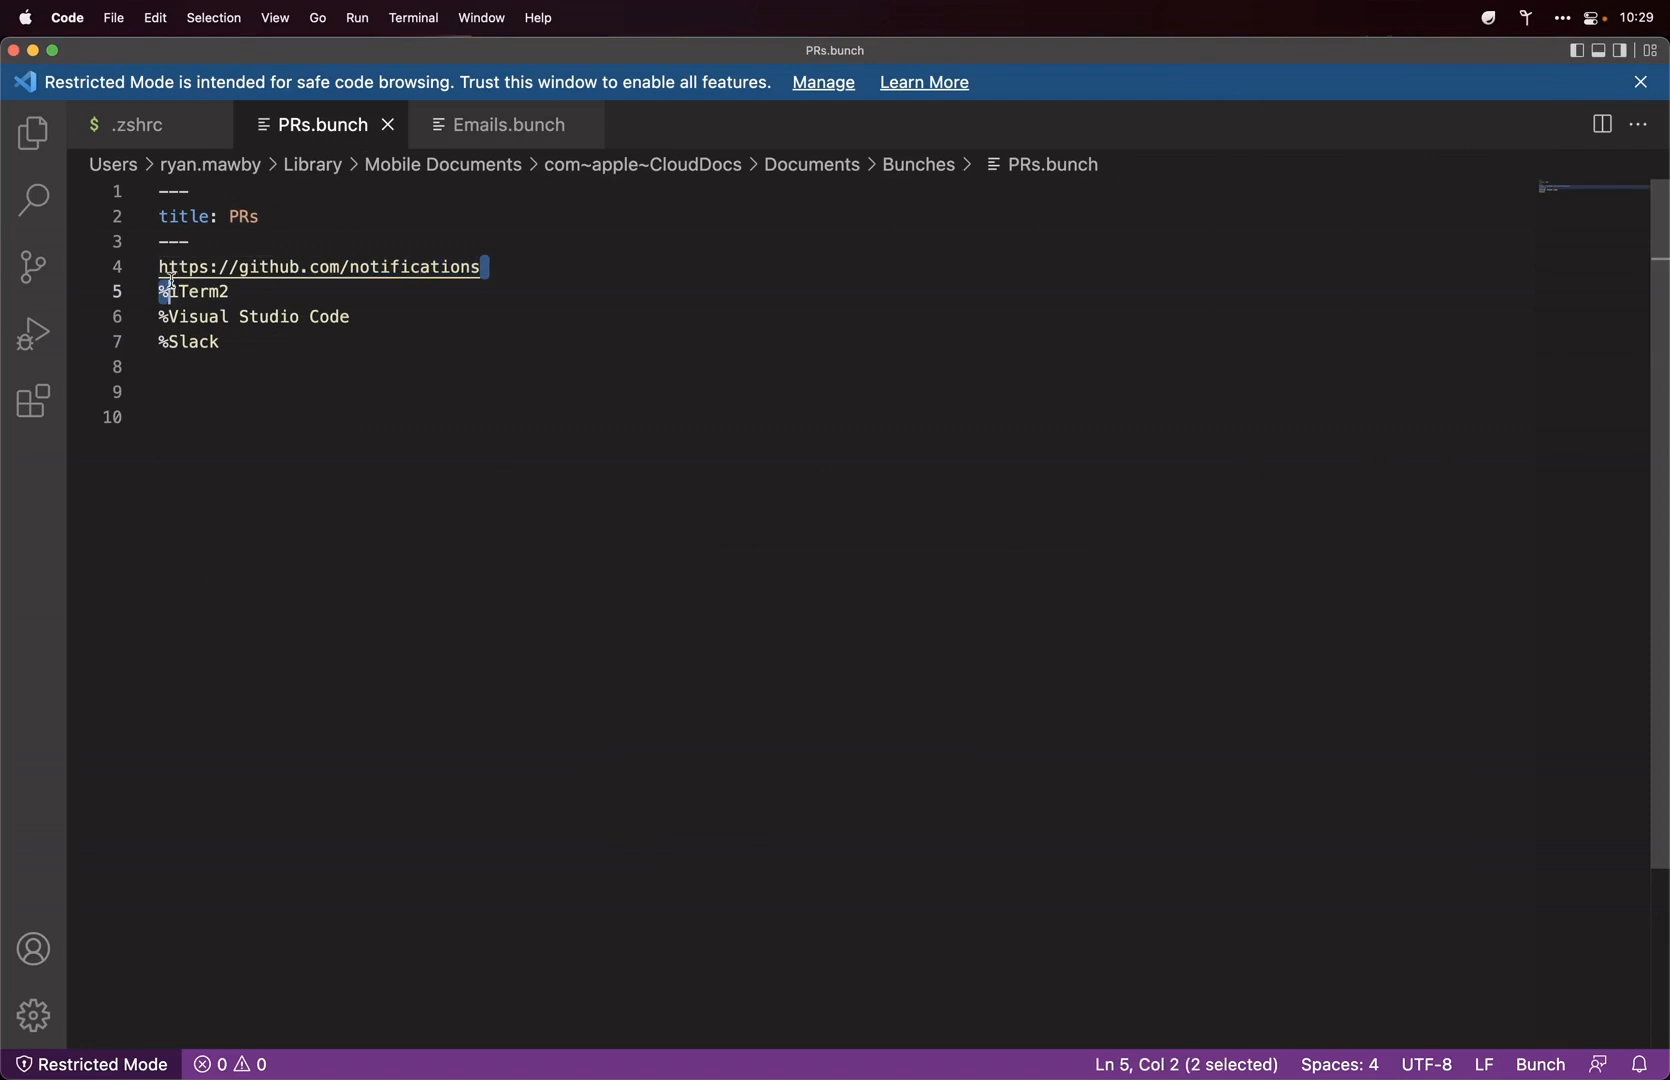 Code File Edit Selection View Go Run Terminal Window Help 10:29
PRs.bunch
Restricted Mode is intended for safe code browsing. Trust this window to enable all features. Manage Learn More
$ .zshrc PRs.bunch Emails.bunch
Users > ryan.mawby > Library > Mobile Documents > com~apple~CloudDocs > Documents > Bunches > PRs.bunch
1 ---
2 title: PRs
3 ---
4 https://github.com/notifications
5 %iTerm2
6 %Visual Studio Code
7 %Slack
8
9
10
Restricted Mode 0 0 Ln 5, Col 2 (2 selected) Spaces: 4 UTF-8 LF Bunch